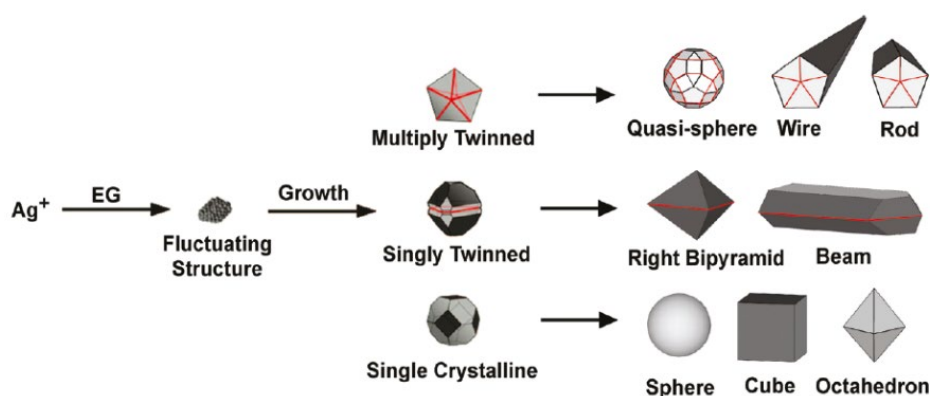 Multiply Twinned
Quasi-sphere
Wire
Rod
Ag+
EG
Fluctuating
Structure
Growth
Singly Twinned
Right Bipyramid
Beam
Single Crystalline
Sphere
Cube
Octahedron